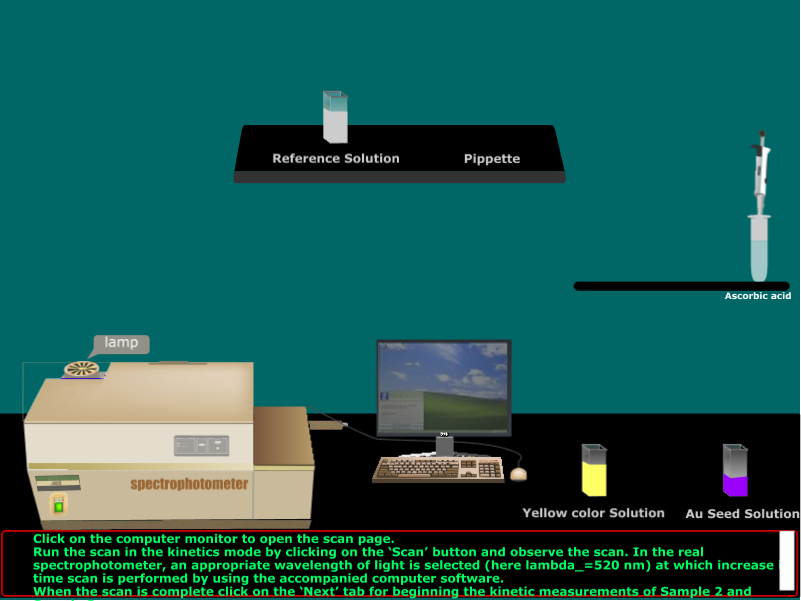 Reference Solution
Pippette
Ascorbic acid
lamp
spectrophotometer
Yellow color Solution
Au Seed Solution
Click on the computer monitor to open the scan page.
Run the scan in the kinetics mode by clicking on the ‘Scan’ button and observe the scan. In the real
spectrophotometer, an appropriate wavelength of light is selected (here lambda_=520 nm) at which increase
time scan is performed by using the accompanied computer software.
When the scan is complete click on the ‘Next’ tab for beginning the kinetic measurements of Sample 2 and